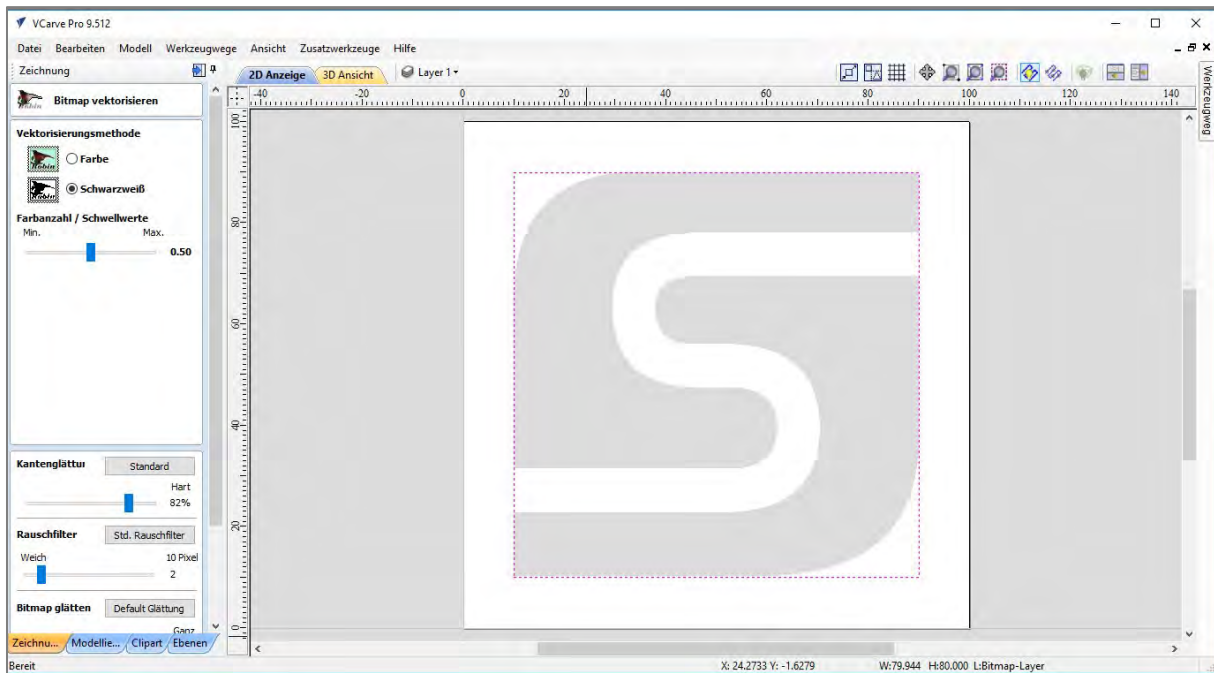 VCarve Pro 9.512
Datei Bearbeiten Modell Werkzeugwege Ansicht Zusatzwerkzeuge Hilfe
Zeichnung
2D Anzeige 3D Ansicht Layer 1
Werkzeugweg
Bitmap vektorisieren
-40 -20 0 20 40 60 80 100 120 140
Vektorisierungsmethode
Farbe
Schwarzweiß
Farbanzahl / Schwellwerte
Min. Max.
0.50
100
80
60
40
20
0
Kantenglättu Standard
Hart
82%
Rauschfilter Std. Rauschfilter
Weich 10 Pixel
2
Bitmap glätten Default Glättung
Ganz
Zeichnu... Modellie... Clipart Ebenen
Bereit X: 24.2733 Y: -1.6279 W:79.944 H:80.000 L:Bitmap-Layer